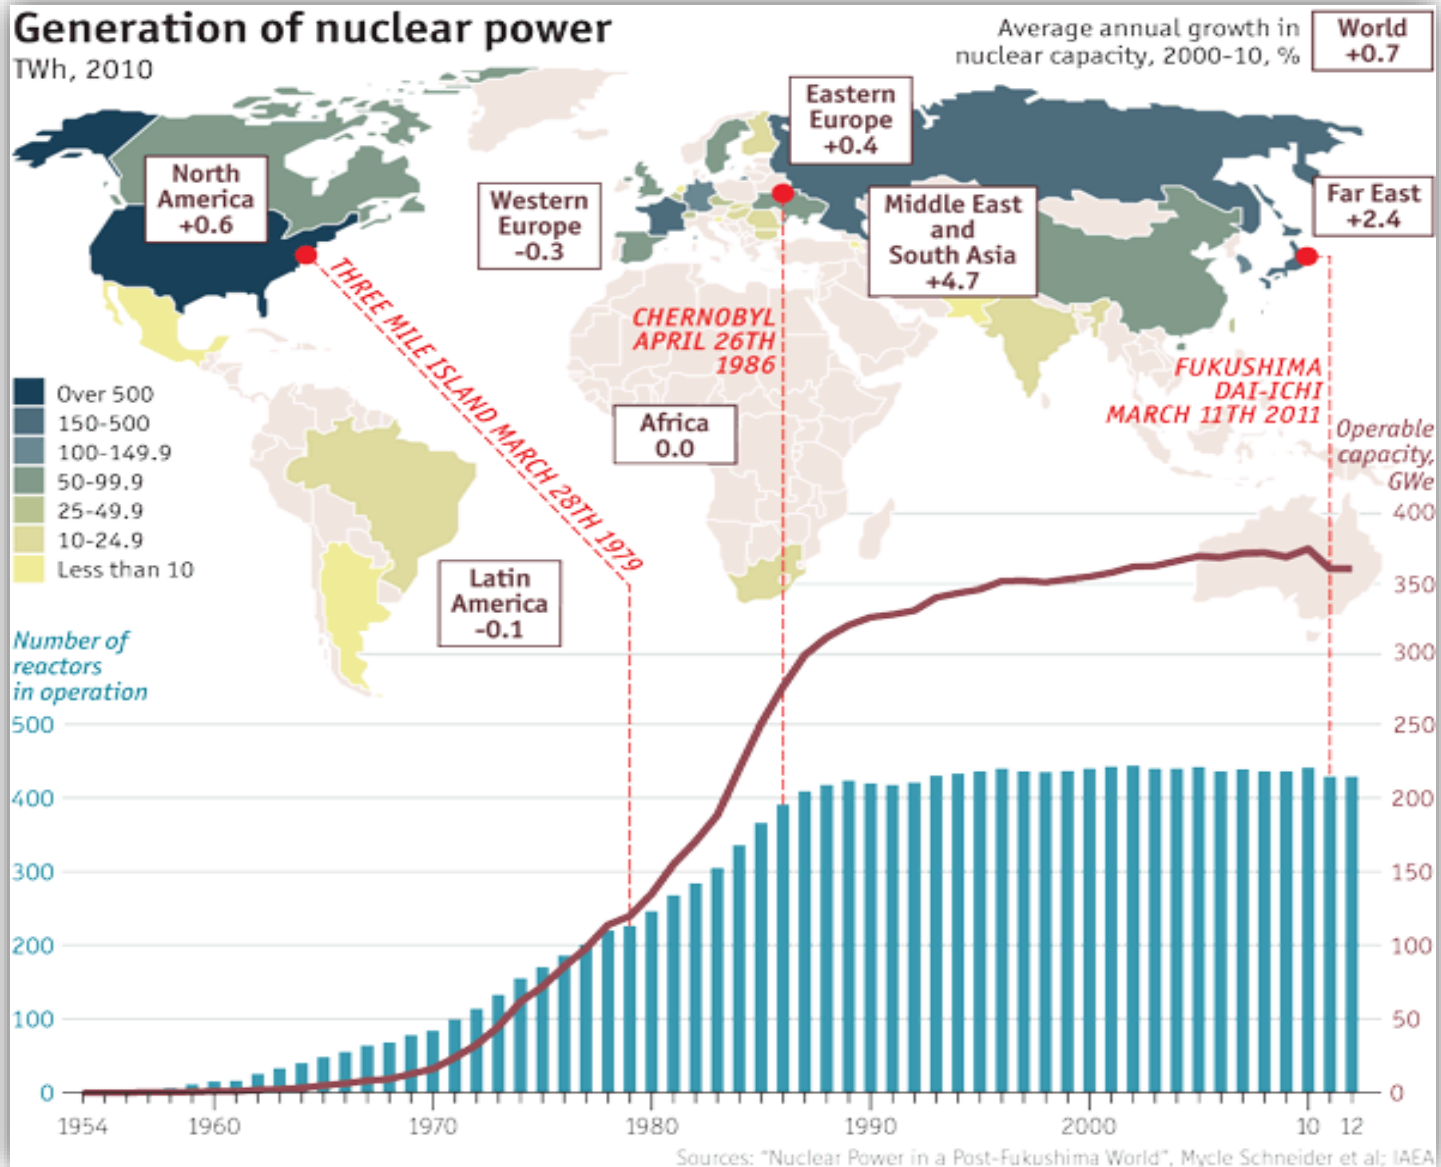 Generation of nuclear power
TWh, 2010
Average annual growth in
nuclear capacity, 2000-10, %
World
+0.7
Eastern
Europe
+0.4
North
America
+0.6
Western
Europe
-0.3
Middle East
and
South Asia
+4.7
Far East
+2.4
THREE MILE ISLAND MARCH 28TH 1979
CHERNOBYL
APRIL 26TH
1986
FUKUSHIMA
DAI-ICHI
MARCH 11TH 2011
Africa
0.0
Latin
America
-0.1
Over 500
150-500
100-149.9
50-99.9
25-49.9
10-24.9
Less than 10
Operable
capacity,
GWe
400
350
300
250
200
150
100
50
0
Number of
reactors
in operation
500
400
300
200
100
0
1954
1960
1970
1980
1990
2000
10
12
Sources: "Nuclear Power in a Post-Fukushima World", Mycle Schneider et al; IAEA